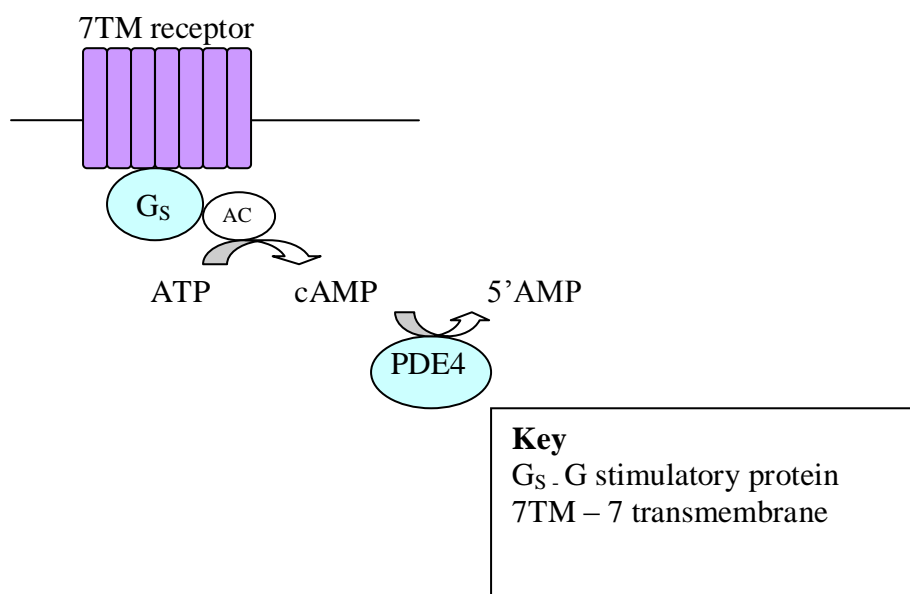 7TM receptor
Gs
AC
ATP cAMP 5’AMP
PDE4
Key
Gs - G stimulatory protein
7TM – 7 transmembrane